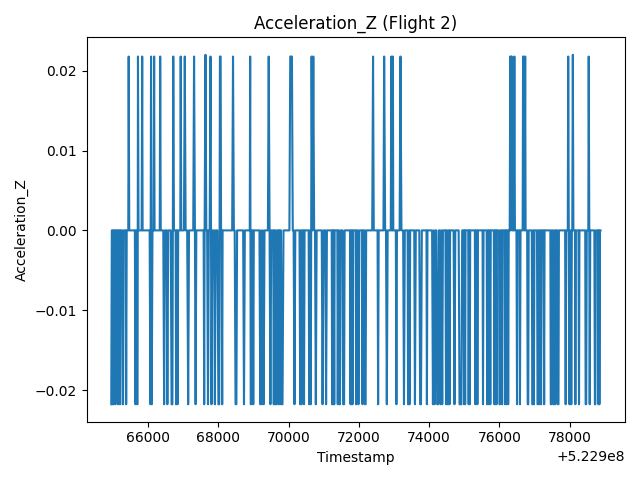 Acceleration_Z (Flight 2)
0.02
0.01
0.00
−0.01
−0.02
Acceleration_Z
66000 68000 70000 72000 74000 76000 78000
Timestamp
+5.229e8